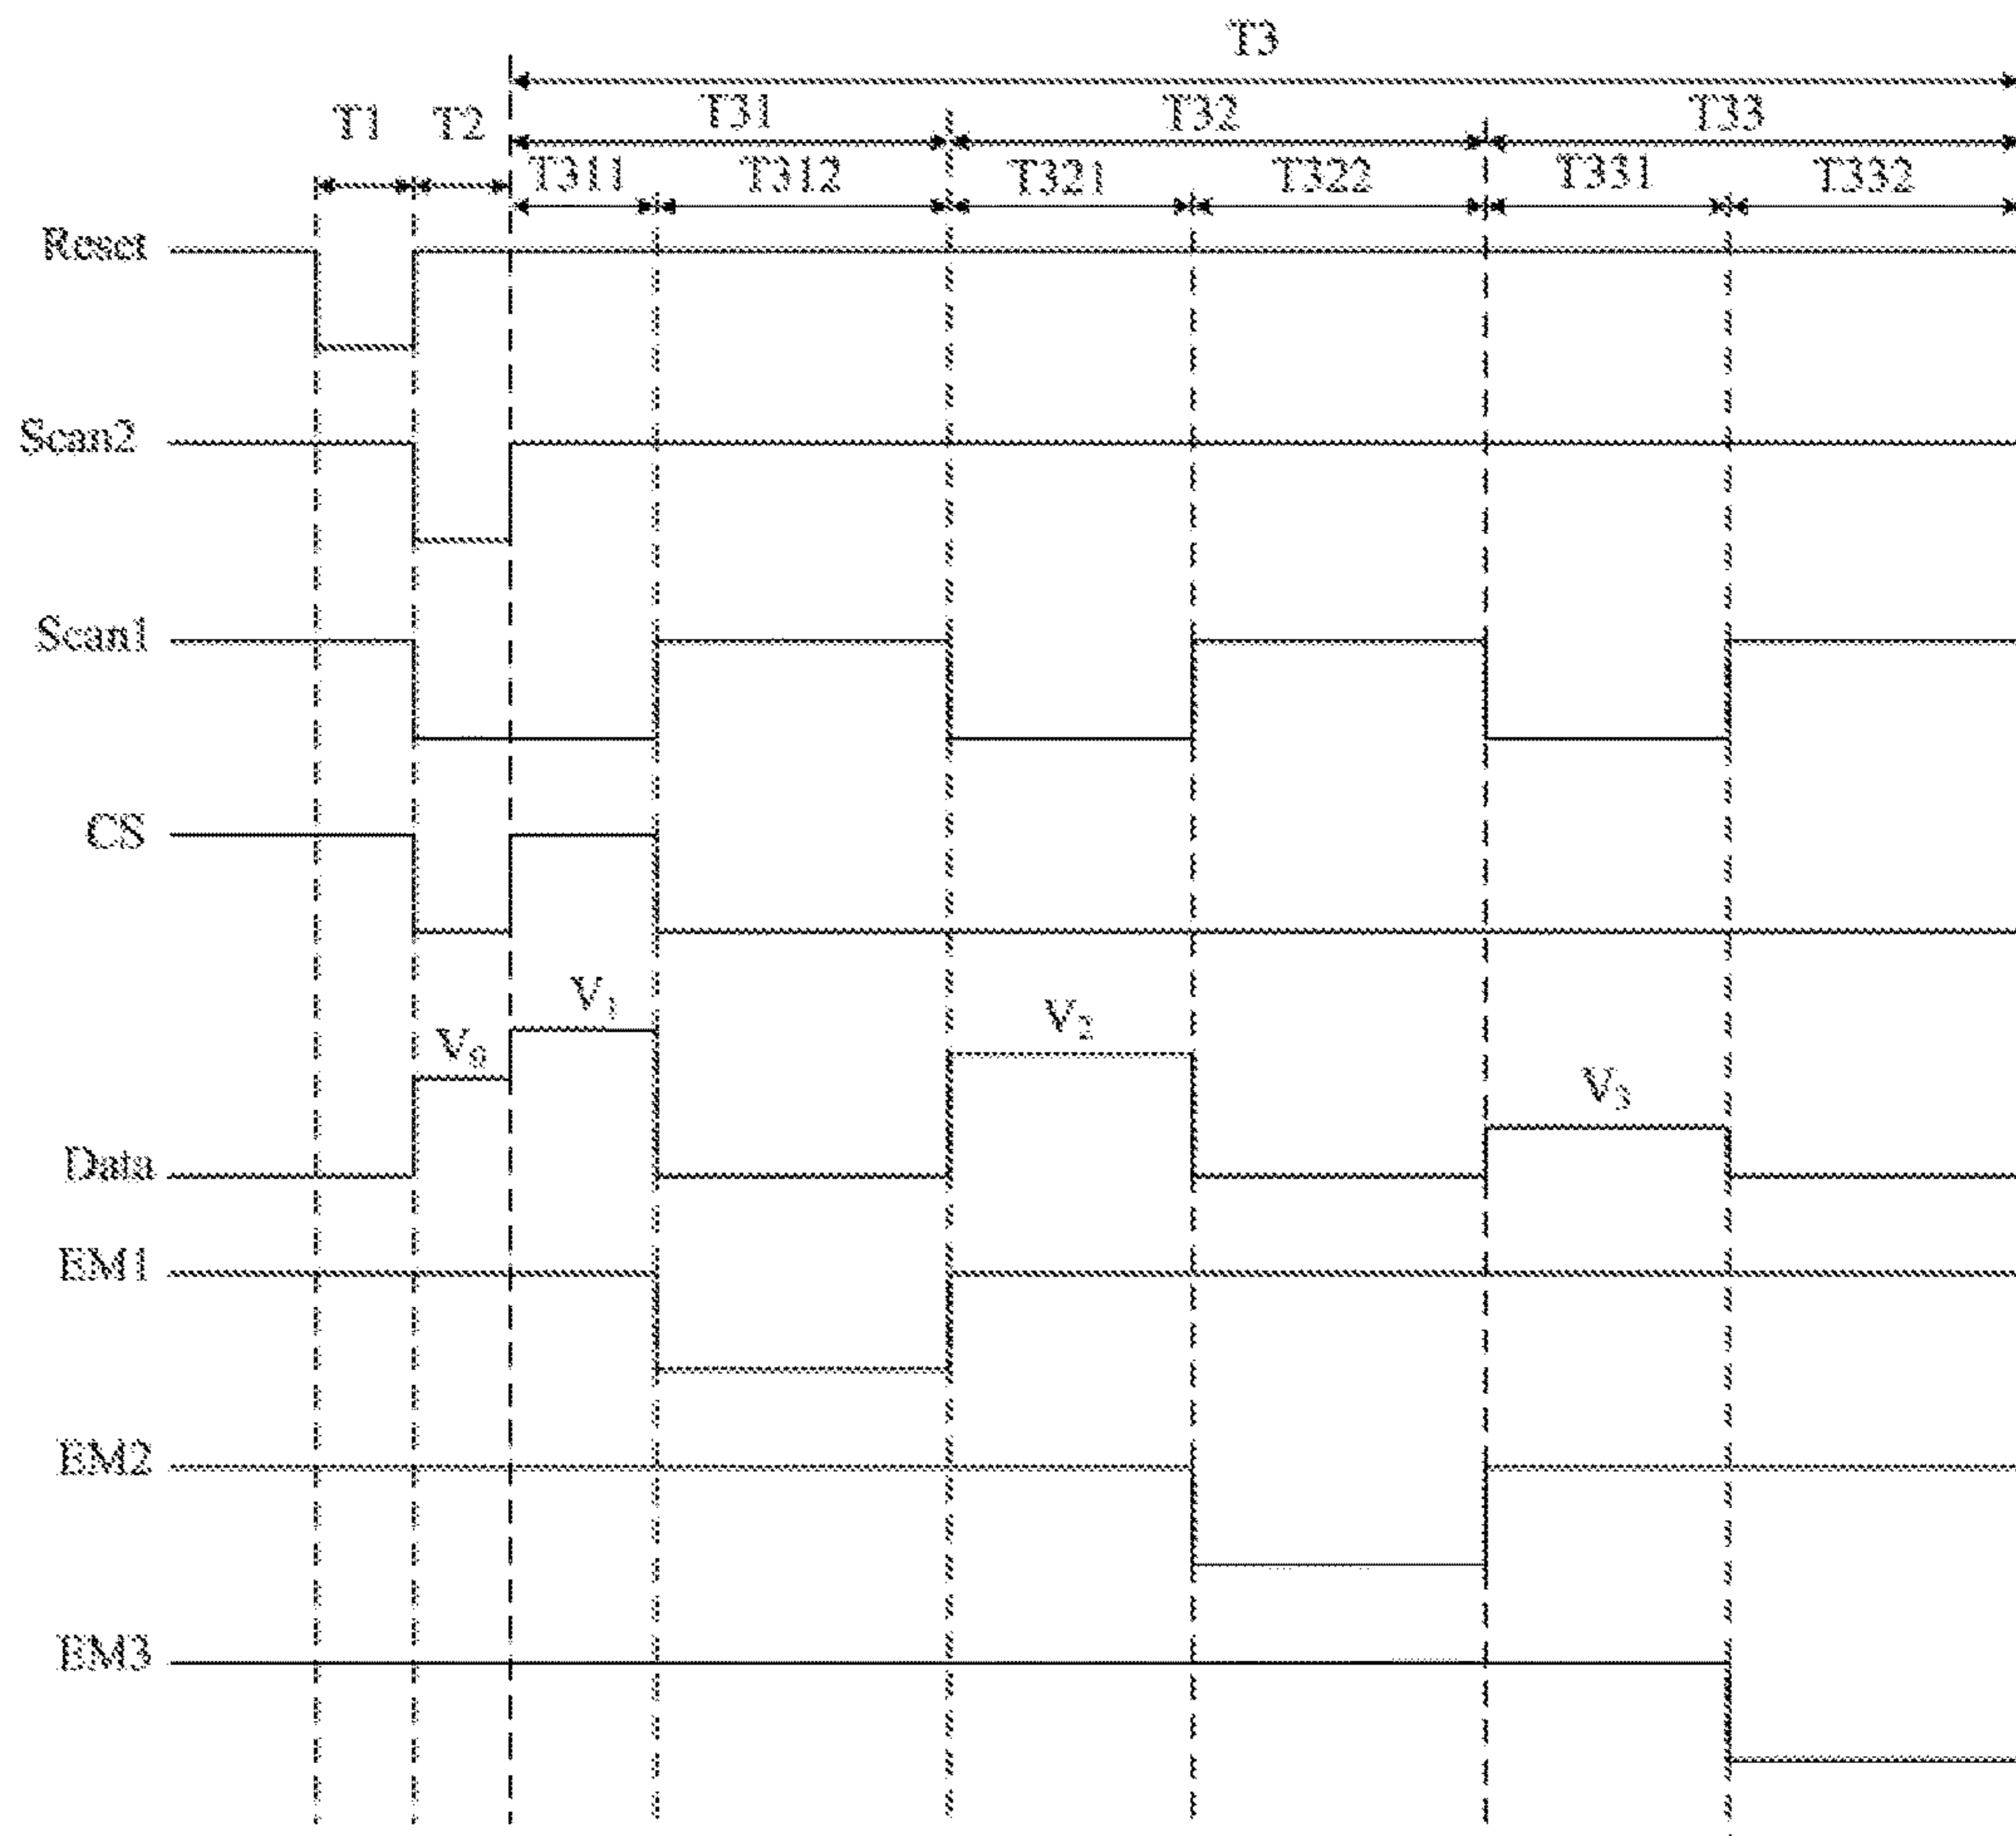 T3
T1 T2 T31 T32 T33
T311 T312 T321 T322 T331 T332
Reset
Scan2
Scan1
CS
V1
V0
V2
V3
Data
EM1
EM2
EM3